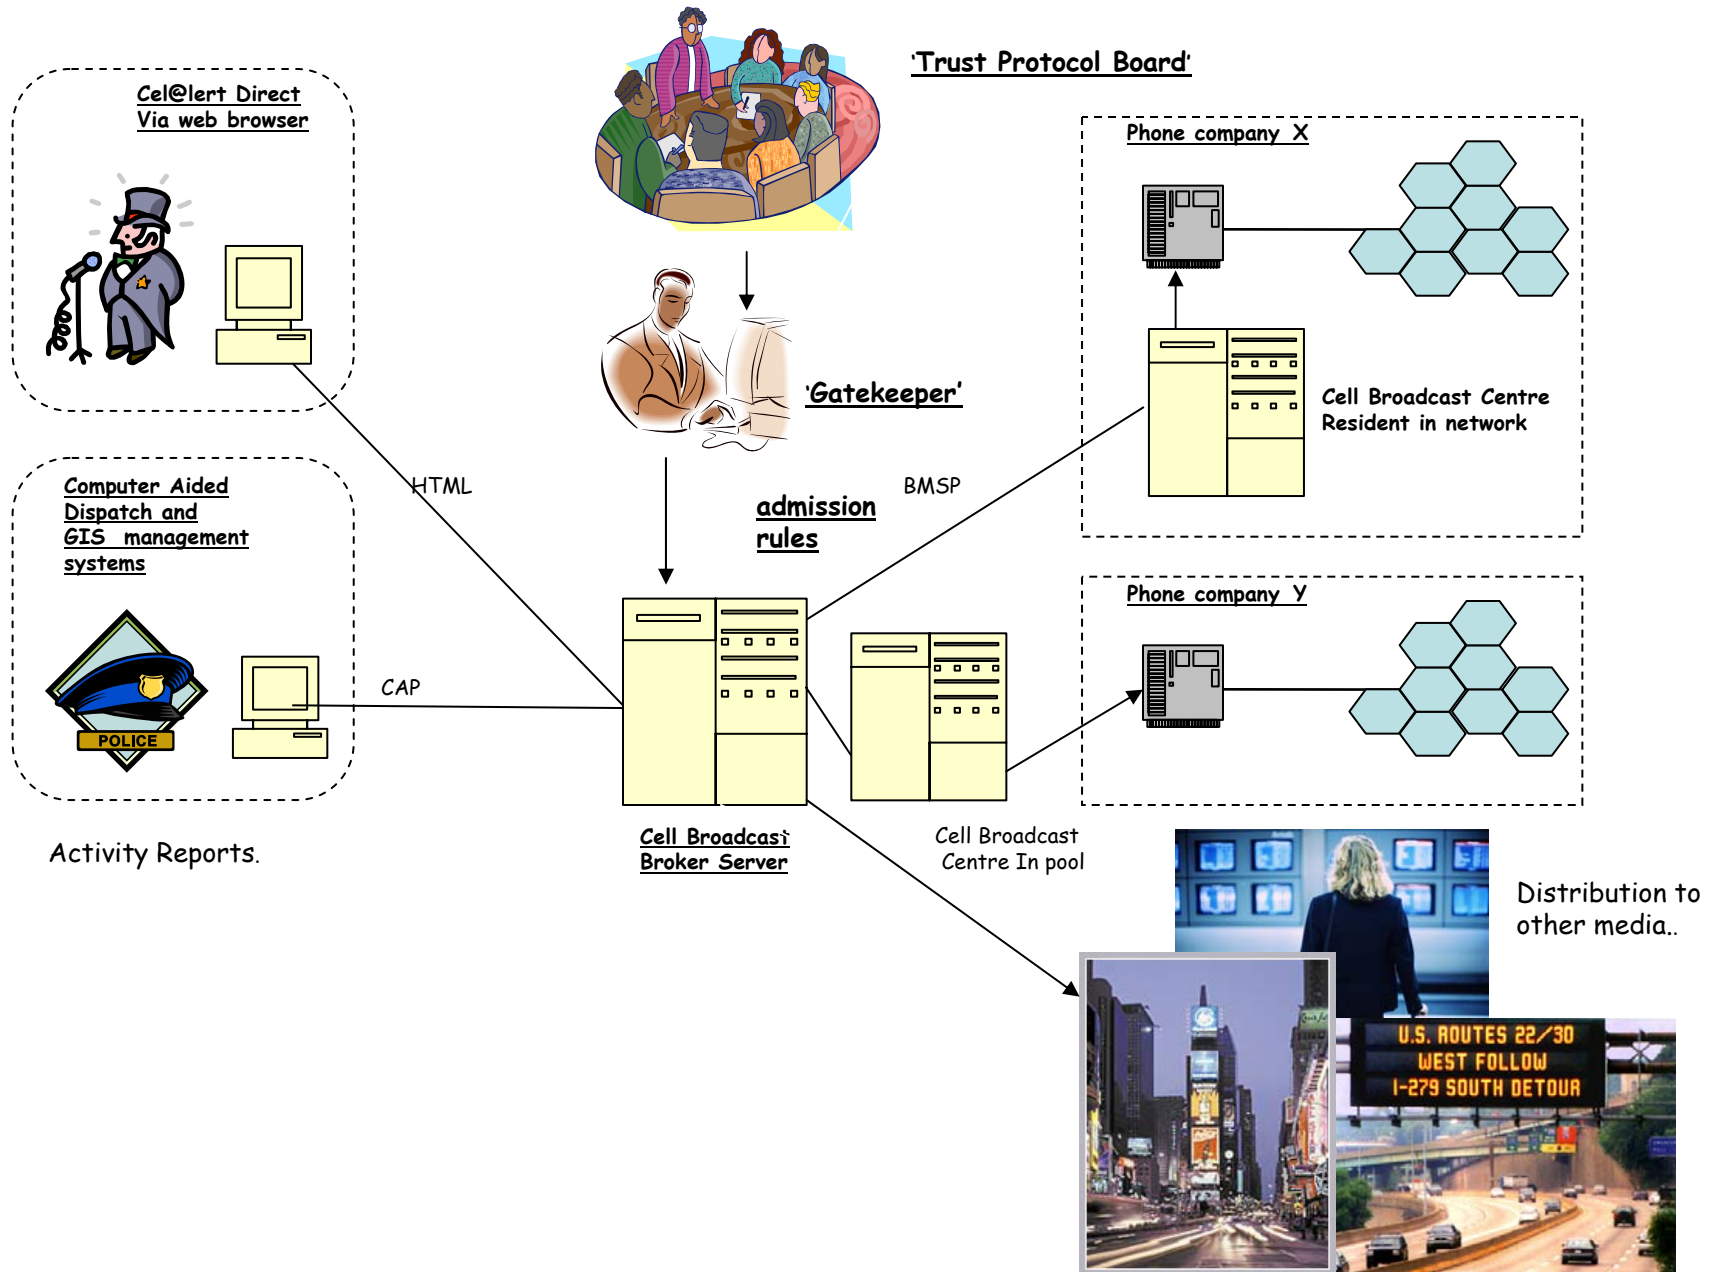 'Trust Protocol Board'
Cel@lert Direct
Via web browser
Phone company X
Cell Broadcast Centre
Resident in network
'Gatekeeper'
HTML
BMSP
admission
rules
Computer Aided
Dispatch and
GIS management
systems
POLICE
CAP
Phone company Y
Cell Broadcast
Broker Server
Cell Broadcast
Centre In pool
Activity Reports.
Distribution to
other media..
U.S. ROUTES 22/30
WEST FOLLOW
I-279 SOUTH DETOUR